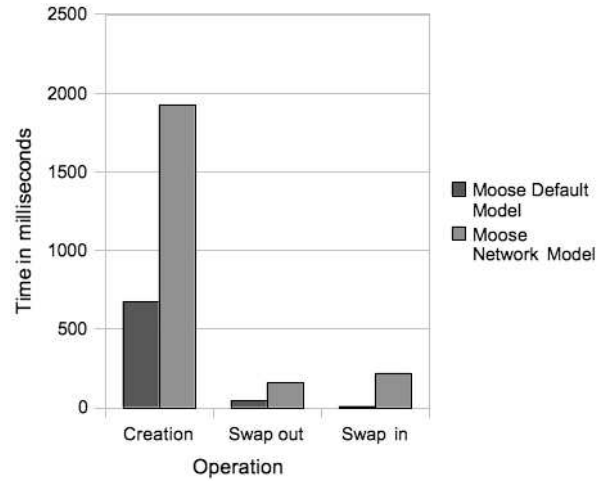 2500
2000
1500
1000
500
0
Time in milliseconds
Creation
Swap out
Swap in
Operation
Moose Default
Model
Moose
Network Model